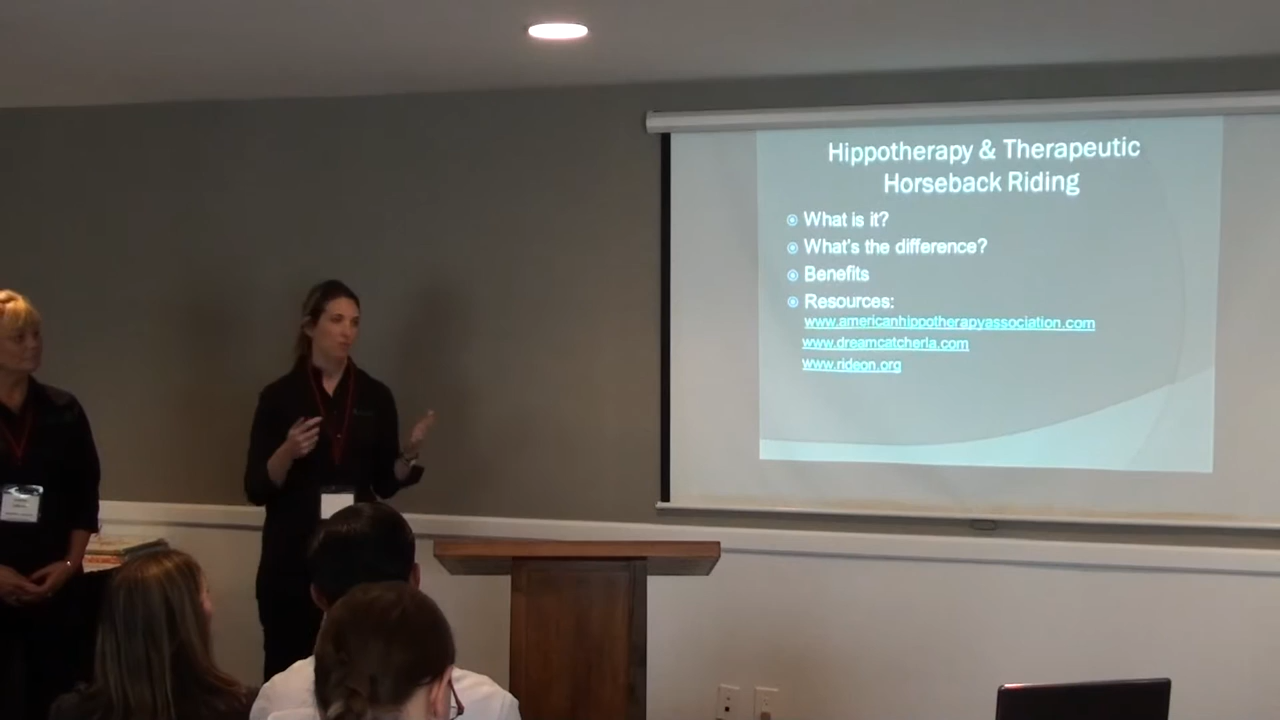 Hippotherapy & Therapeutic
Horseback Riding
What is it?
What's the difference?
Benefits
Resources:
www.americanhippotherapyassociation.com
www.dreamcatcherla.com
www.rideon.org